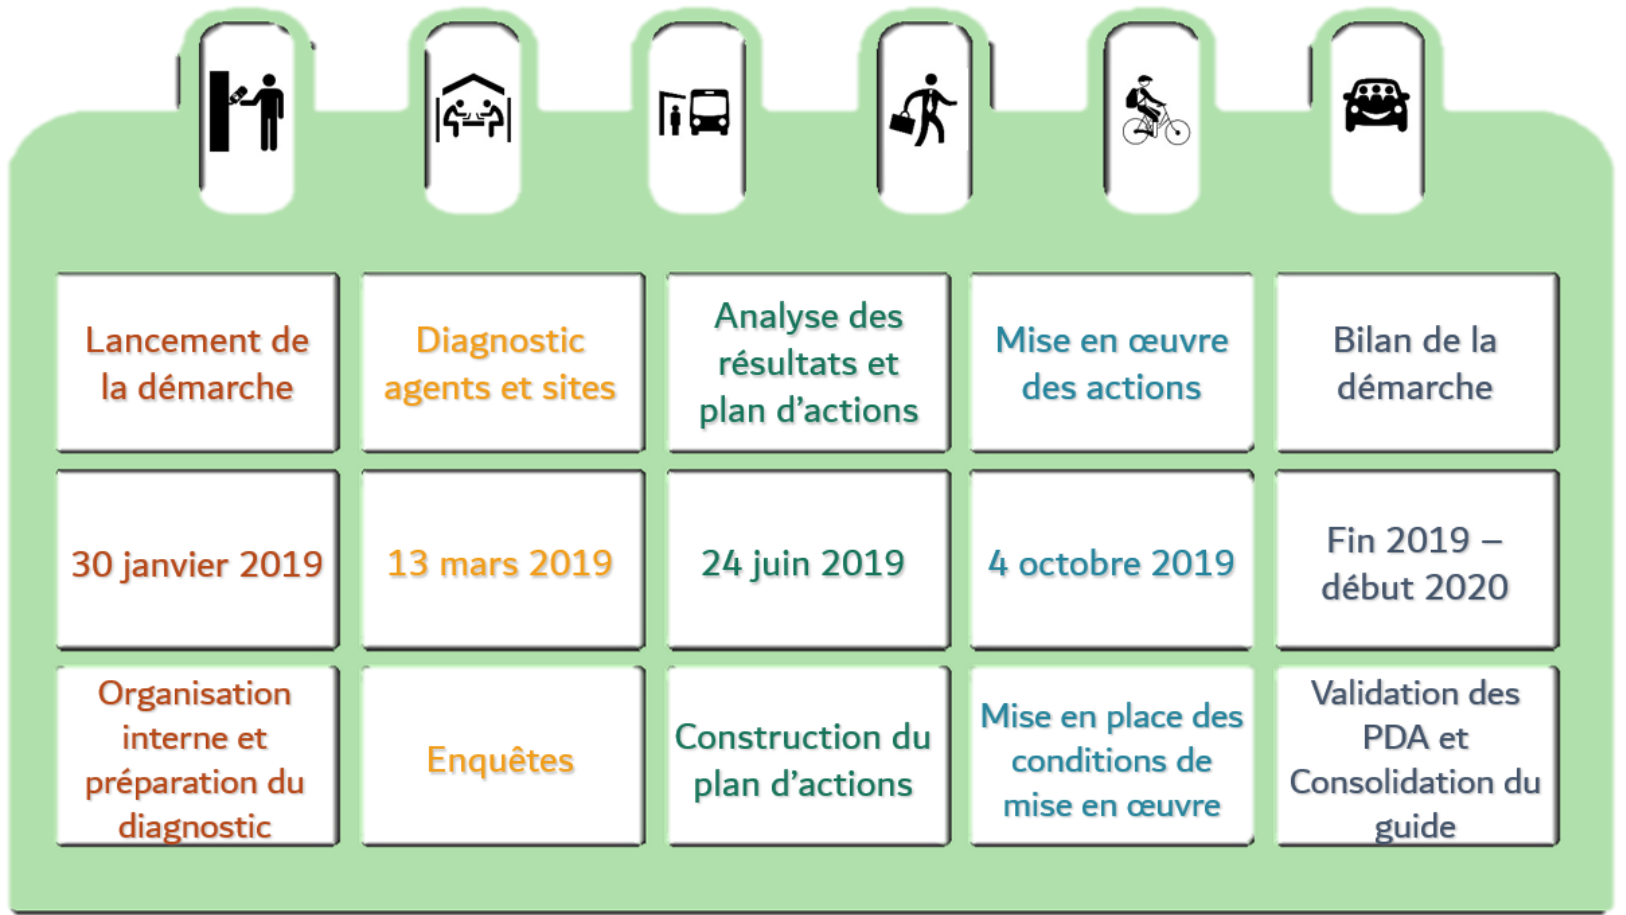 Lancement de
la démarche
Diagnostic
agents et sites
Analyse des
résultats et
plan d'actions
Mise en œuvre
des actions
Bilan de la
démarche
30 janvier 2019
13 mars 2019
24 juin 2019
4 octobre 2019
Fin 2019 –
début 2020
Organisation
interne et
préparation du
diagnostic
Enquêtes
Construction du
plan d'actions
Mise en place des
conditions de
mise en œuvre
Validation des
PDA et
Consolidation du
guide